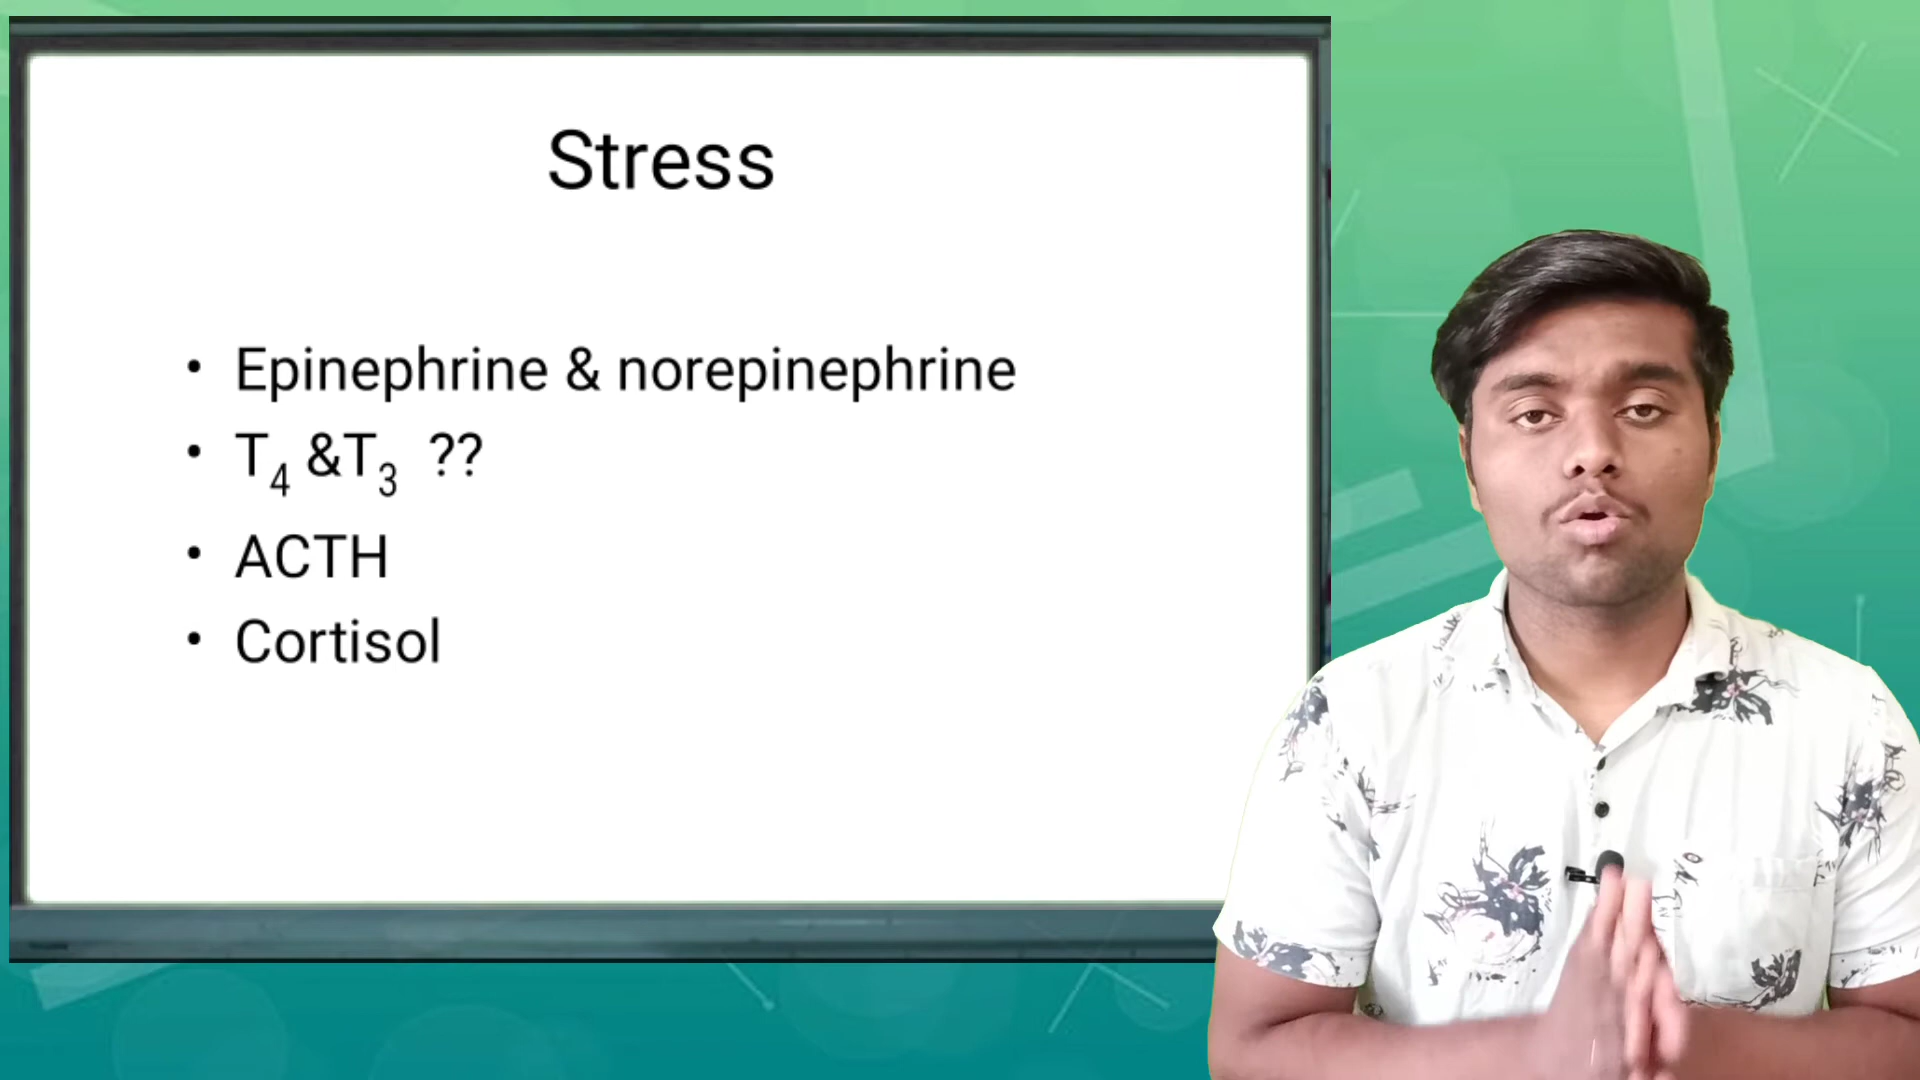 Stress
• Epinephrine & norepinephrine
• T₄ &T₃ ??
• ACTH
• Cortisol